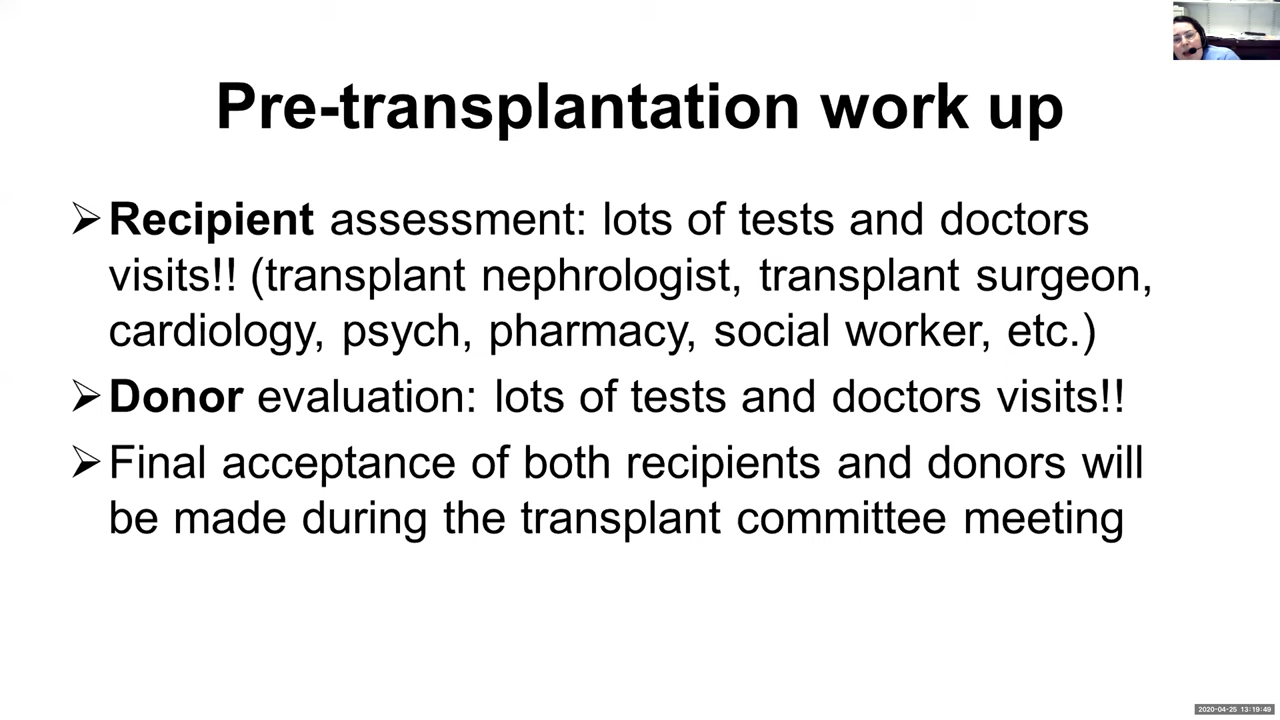 Pre-transplantation work up
➢Recipient assessment: lots of tests and doctors
visits!! (transplant nephrologist, transplant surgeon,
cardiology, psych, pharmacy, social worker, etc.)
➢Donor evaluation: lots of tests and doctors visits!!
➢Final acceptance of both recipients and donors will
be made during the transplant committee meeting
2020-04-25 13:19:49